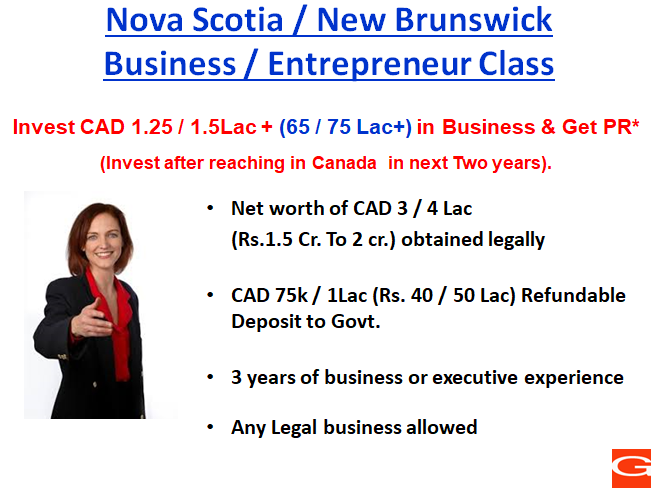 Nova Scotia / New Brunswick
Business / Entrepreneur Class
Invest CAD 1.25 / 1.5Lac + (65 / 75 Lac+) in Business & Get PR*
(Invest after reaching in Canada in next Two years).
• Net worth of CAD 3 / 4 Lac
(Rs.1.5 Cr. To 2 cr.) obtained legally
• CAD 75k / 1Lac (Rs. 40 / 50 Lac) Refundable
Deposit to Govt.
• 3 years of business or executive experience
• Any Legal business allowed
G